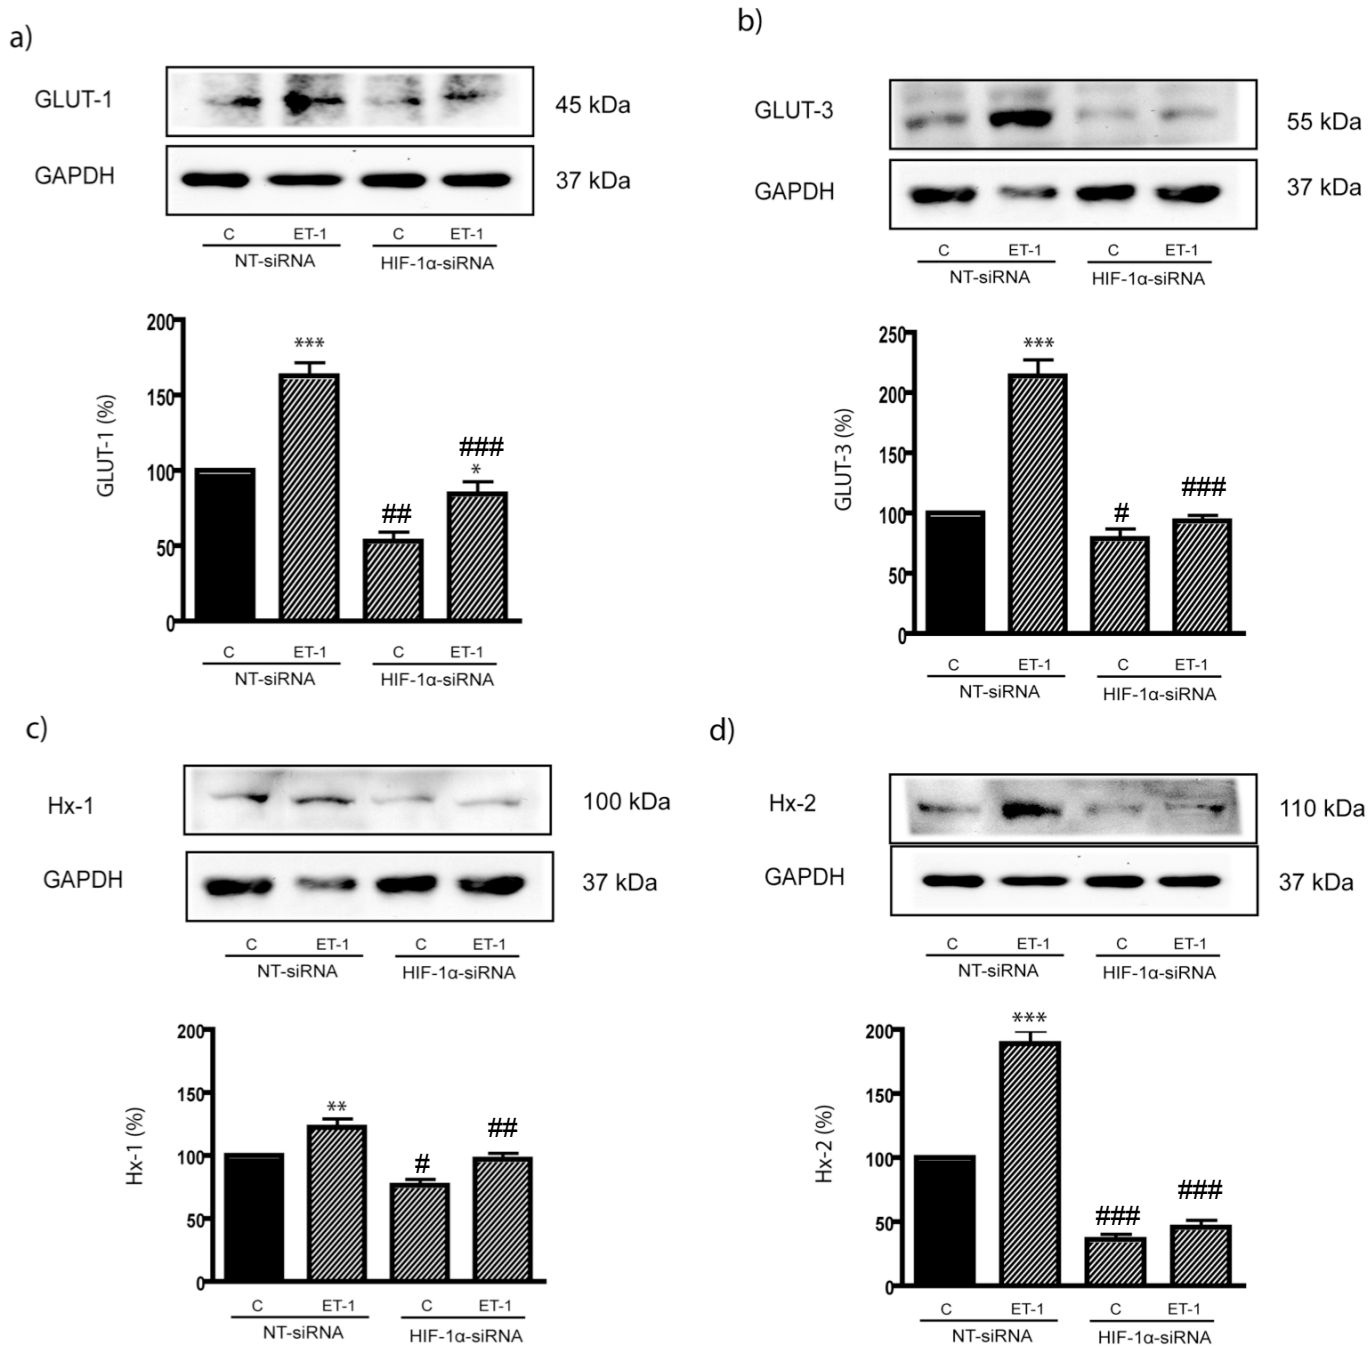 a)
GLUT-1
45 kDa
GAPDH
37 kDa
C ET-1 C ET-1
NT-siRNA HIF-1α-siRNA
200
150
100
50
0
GLUT-1 (%)
***
##
###
*
C ET-1 C ET-1
NT-siRNA HIF-1α-siRNA
b)
GLUT-3
55 kDa
GAPDH
37 kDa
C ET-1 C ET-1
NT-siRNA HIF-1α-siRNA
250
200
150
100
50
0
GLUT-3 (%)
***
#
###
C ET-1 C ET-1
NT-siRNA HIF-1α-siRNA
c)
Hx-1
100 kDa
GAPDH
37 kDa
C ET-1 C ET-1
NT-siRNA HIF-1α-siRNA
200
150
100
50
0
Hx-1 (%)
**
#
##
C ET-1 C ET-1
NT-siRNA HIF-1α-siRNA
d)
Hx-2
110 kDa
GAPDH
37 kDa
C ET-1 C ET-1
NT-siRNA HIF-1α-siRNA
200
150
100
50
0
Hx-2 (%)
***
###
###
C ET-1 C ET-1
NT-siRNA HIF-1α-siRNA